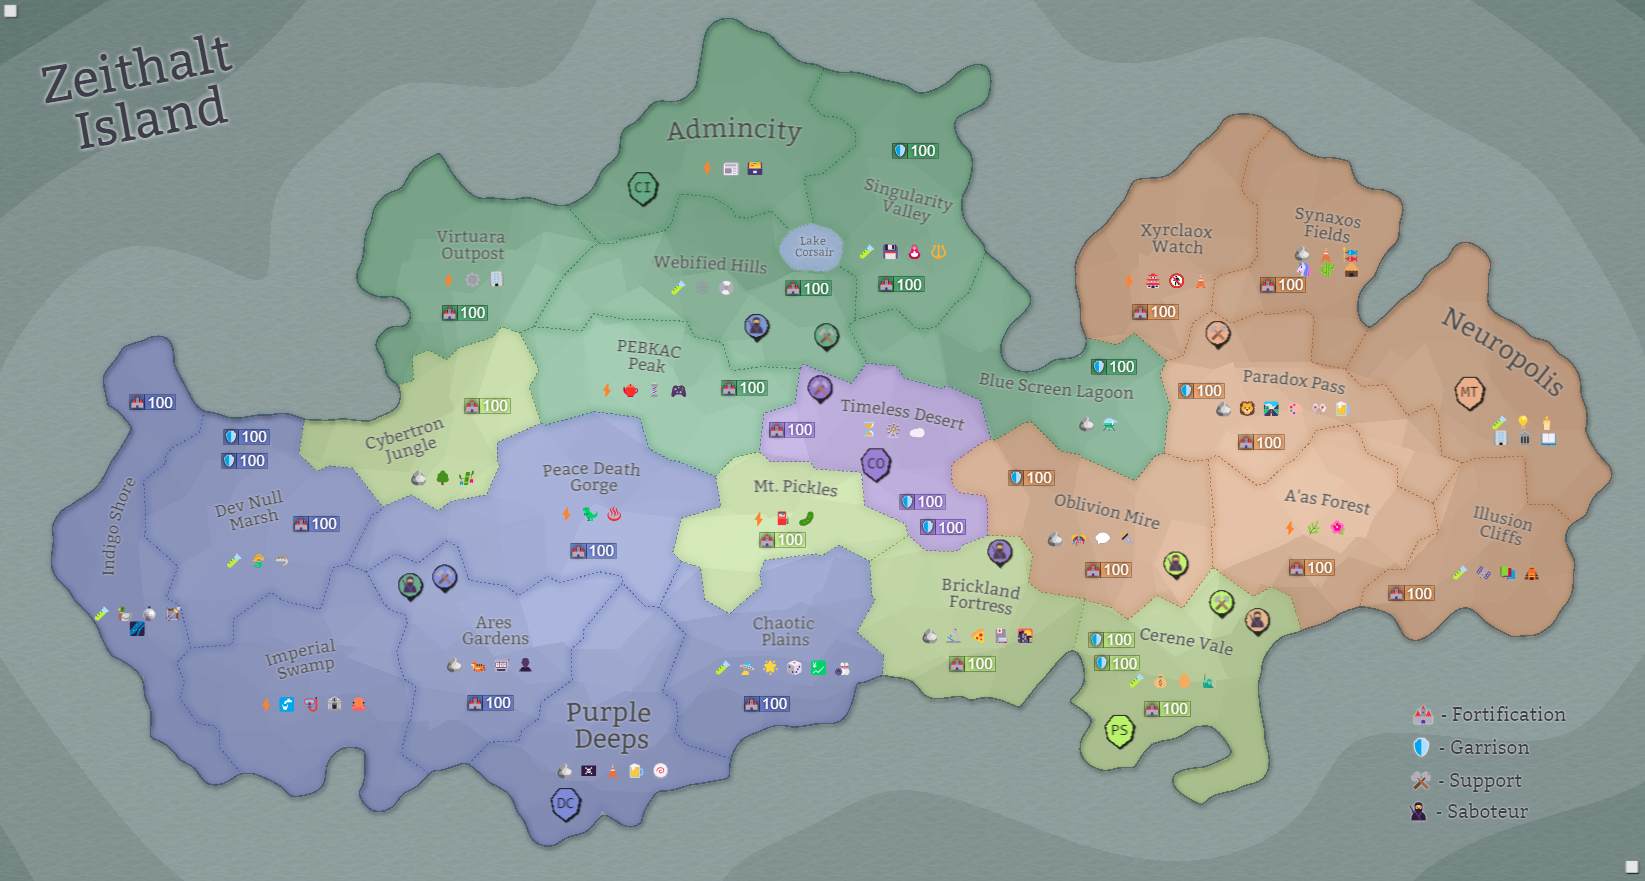 Zeithalt
Island
Admincity
CI
100
Singularity
Valley
Virtuara
Outpost
Webified Hills
Lake
Corsair
100
100
100
Xyrclaox
Watch
Synaxos
Fields
100
100
Neuropolis
MT
PEBKAC
Peak
100
Blue Screen Lagoon
100
Paradox Pass
100
100
100
Cybertron
Jungle
100
Timeless Desert
100
CO
100
100
Indigo Shore
100
100
Dev Null
Marsh
100
Peace Death
Gorge
100
Mt. Pickles
100
100
Oblivion Mire
100
A'as Forest
100
Illusion
Cliffs
100
Imperial
Swamp
Ares
Gardens
100
Chaotic
Plains
100
Brickland
Fortress
100
Cerene Vale
100
100
100
PS
Purple
Deeps
DC
- Fortification
- Garrison
- Support
- Saboteur